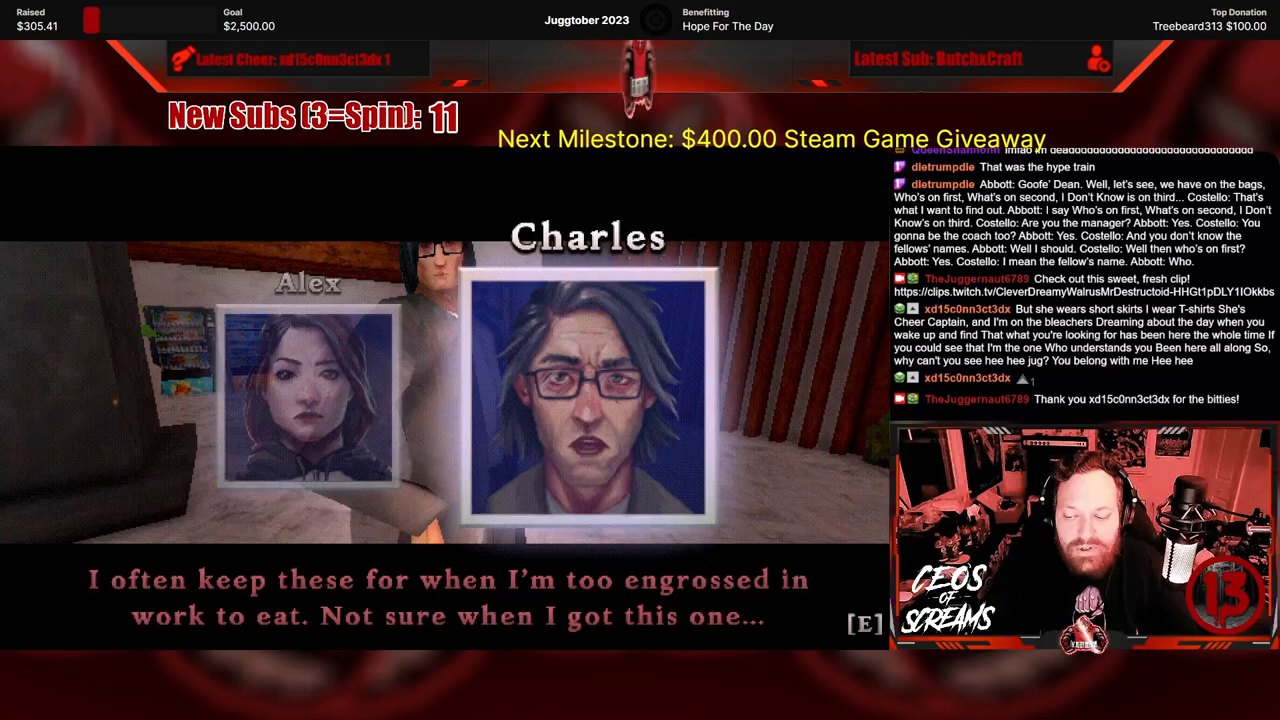 Raised
$305.41
Goal
$2,500.00
Juggtober 2023
Benefitting
Hope For The Day
Top Donation
Treebeard313 $100.00
Latest Cheer: xd15c0nn3ct3dx 1
Latest Sub: ButchxCraft
New Subs (3=Spin): 11
Next Milestone: $400.00 Steam Game Giveaway
dietrumpdie That was the hype train
dietrumpdie Abbott: Goofe' Dean. Well, let's see, we have on the bags,
Who's on first, What's on second, I Don't Know is on third... Costello: That's
what I want to find out. Abbott: I say Who's on first, What's on second, I Don't
Know's on third. Costello: Are you the manager? Abbott: Yes. Costello: You
gonna be the coach too? Abbott: Yes. Costello: And you don't know the
fellows' names. Abbott: Well I should. Costello: Well then who's on first?
Abbott: Yes. Costello: I mean the fellow's name. Abbott: Who.
TheJuggernaut6789 Check out this sweet, fresh clip!
https://clips.twitch.tv/CleverDreamyWalrusMrDestructoid-HHGt1pDLY1IOkkbs
xd15c0nn3ct3dx But she wears short skirts I wear T-shirts She's
Cheer Captain, and I'm on the bleachers Dreaming about the day when you
wake up and find That what you're looking for has been here the whole time If
you could see that I'm the one Who understands you Been here all along So,
why can't you see hee hee jug? You belong with me Hee hee
xd15c0nn3ct3dx 1
TheJuggernaut6789 Thank you xd15c0nn3ct3dx for the bitties!
Charles
Alex
I often keep these for when I'm too engrossed in
work to eat. Not sure when I got this one...
[E]
CEOS
OF
SCREAMS
13